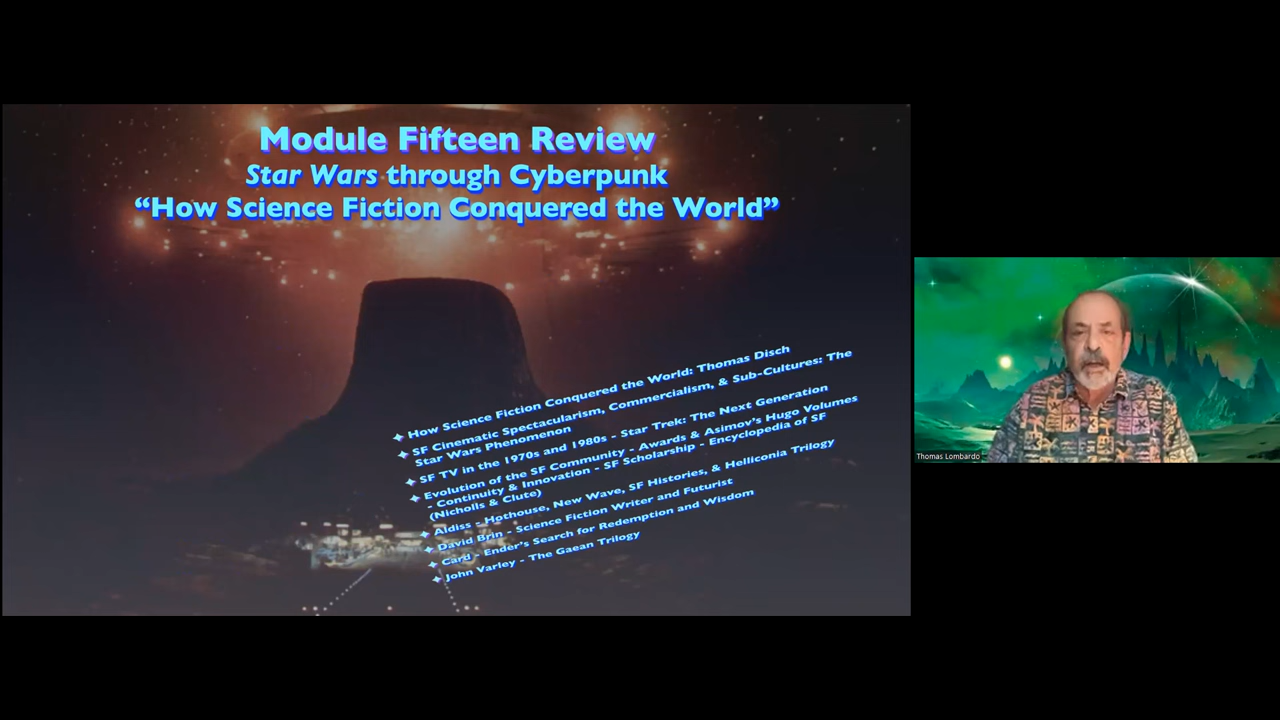 Module Fifteen Review
Star Wars through Cyberpunk
“How Science Fiction Conquered the World”
✦ How Science Fiction Conquered the World: Thomas Disch
✦ SF Cinematic Spectacularism, Commercialism, & Sub-Cultures: The
Star Wars Phenomenon
✦ SF TV in the 1970s and 1980s - Star Trek: The Next Generation
✦ Evolution of the SF Community - Awards & Asimov’s Hugo Volumes
- Continuity & Innovation - SF Scholarship - Encyclopedia of SF
(Nicholls & Clute)
✦ Aldiss - Hothouse, New Wave, SF Histories, & Helliconia Trilogy
✦ David Brin - Science Fiction Writer and Futurist
✦ Card - Ender’s Search for Redemption and Wisdom
✦ John Varley - The Gaean Trilogy
Thomas Lombardo